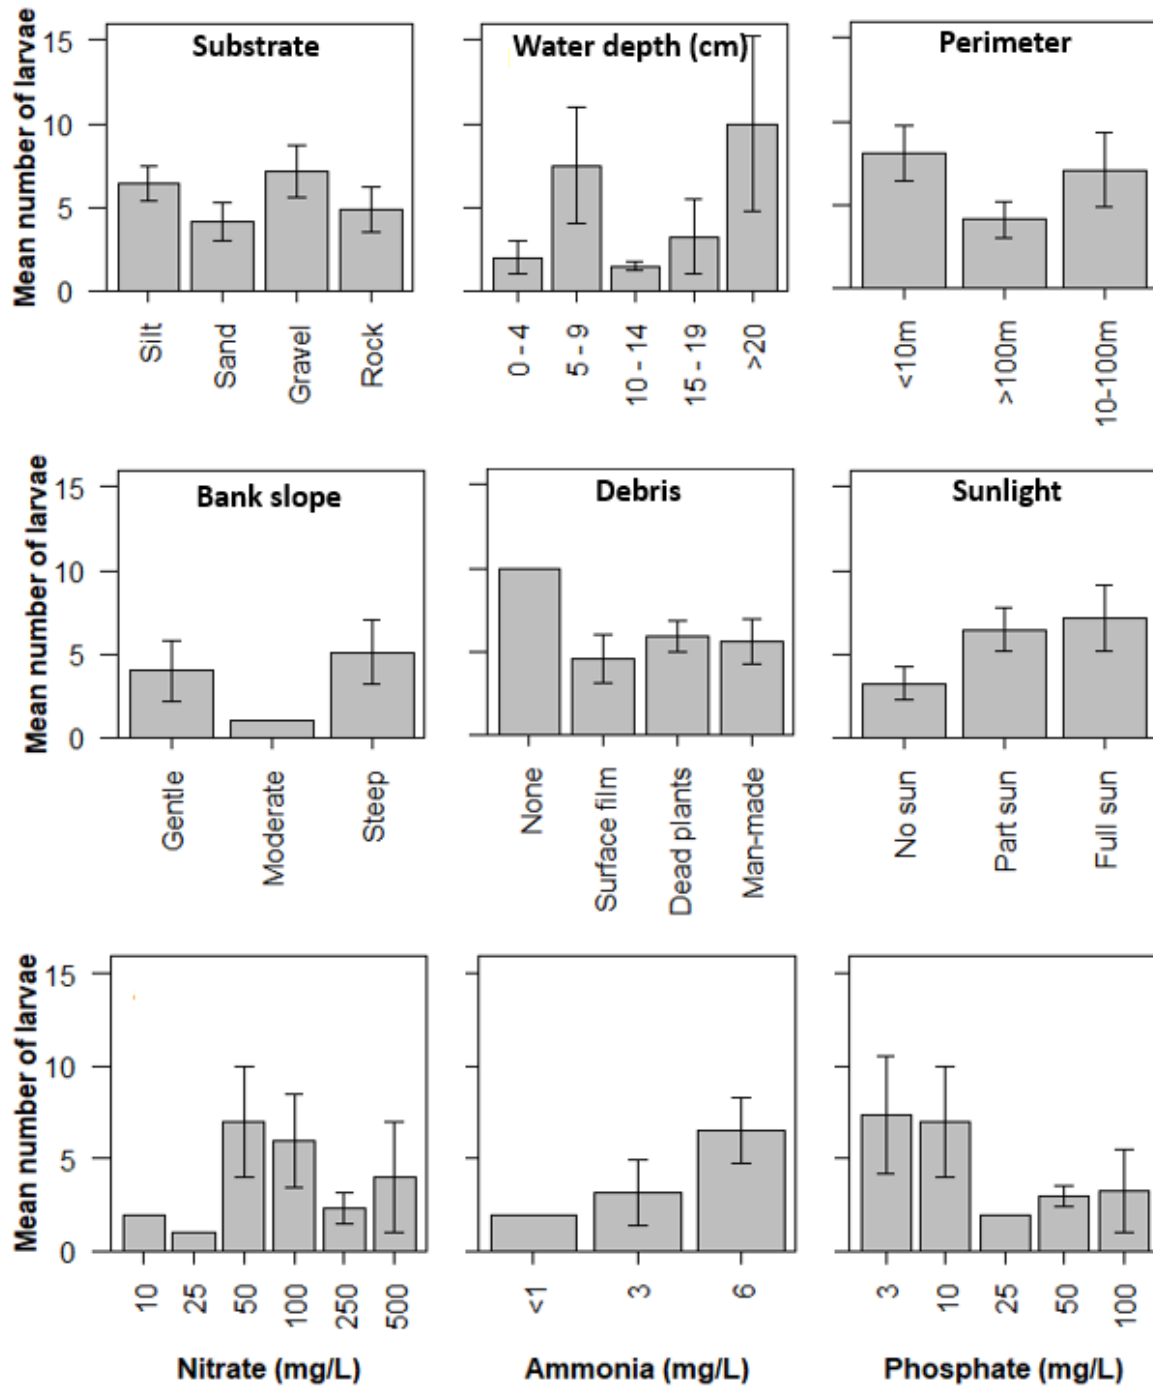 Substrate
Water depth (cm)
Perimeter
Mean number of larvae
15
10
5
0
Silt
Sand
Gravel
Rock
0 - 4
5 - 9
10 - 14
15 - 19
>20
<10m
>100m
10-100m
Bank slope
Debris
Sunlight
Mean number of larvae
15
10
5
0
Gentle
Moderate
Steep
None
Surface film
Dead plants
Man-made
No sun
Part sun
Full sun
Mean number of larvae
15
10
5
0
10
25
50
100
250
500
<1
3
6
3
10
25
50
100
Nitrate (mg/L)
Ammonia (mg/L)
Phosphate (mg/L)